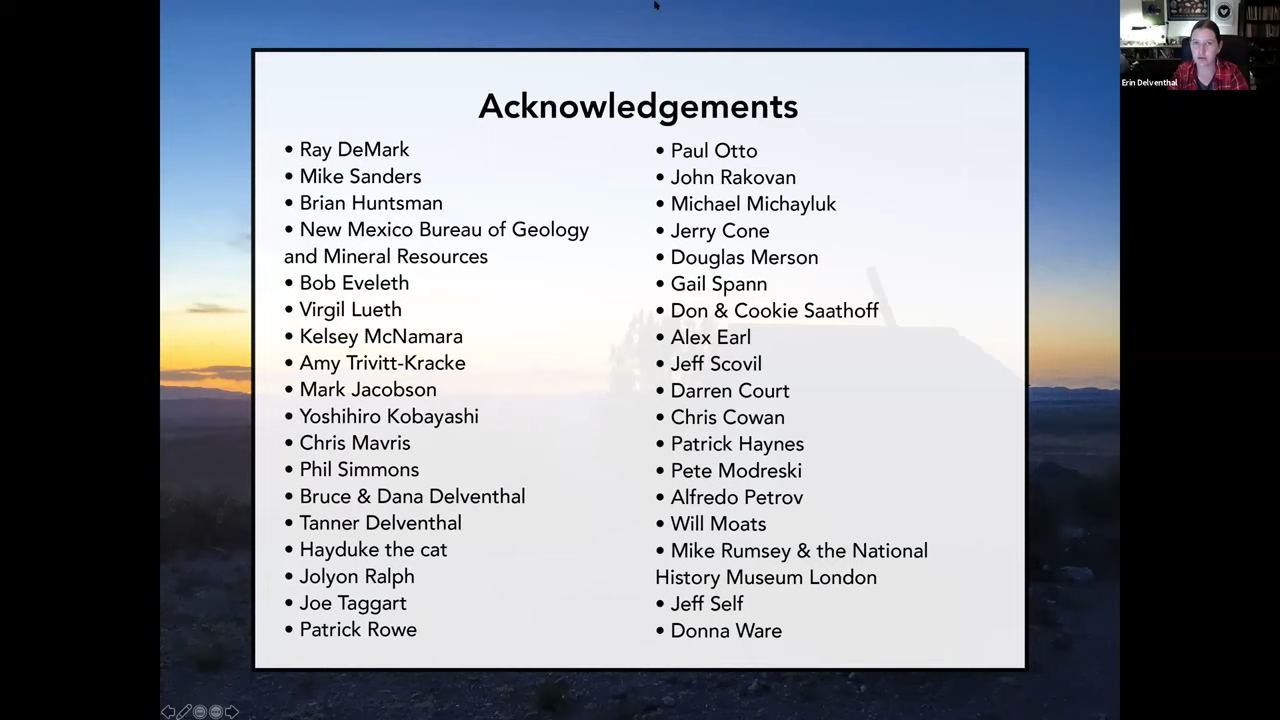 Acknowledgements
• Ray DeMark
• Mike Sanders
• Brian Huntsman
• New Mexico Bureau of Geology
and Mineral Resources
• Bob Eveleth
• Virgil Lueth
• Kelsey McNamara
• Amy Trivitt-Kracke
• Mark Jacobson
• Yoshihiro Kobayashi
• Chris Mavris
• Phil Simmons
• Bruce & Dana Delventhal
• Tanner Delventhal
• Hayduke the cat
• Jolyon Ralph
• Joe Taggart
• Patrick Rowe
• Paul Otto
• John Rakovan
• Michael Michayluk
• Jerry Cone
• Douglas Merson
• Gail Spann
• Don & Cookie Saathoff
• Alex Earl
• Jeff Scovil
• Darren Court
• Chris Cowan
• Patrick Haynes
• Pete Modreski
• Alfredo Petrov
• Will Moats
• Mike Rumsey & the National
History Museum London
• Jeff Self
• Donna Ware
Erin Delventhal